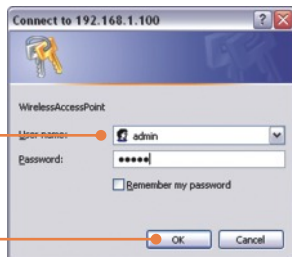 Connect to 192.168.1.100
WirelessAccessPoint
User name: admin
Password: •••••
Remember my password
OK Cancel